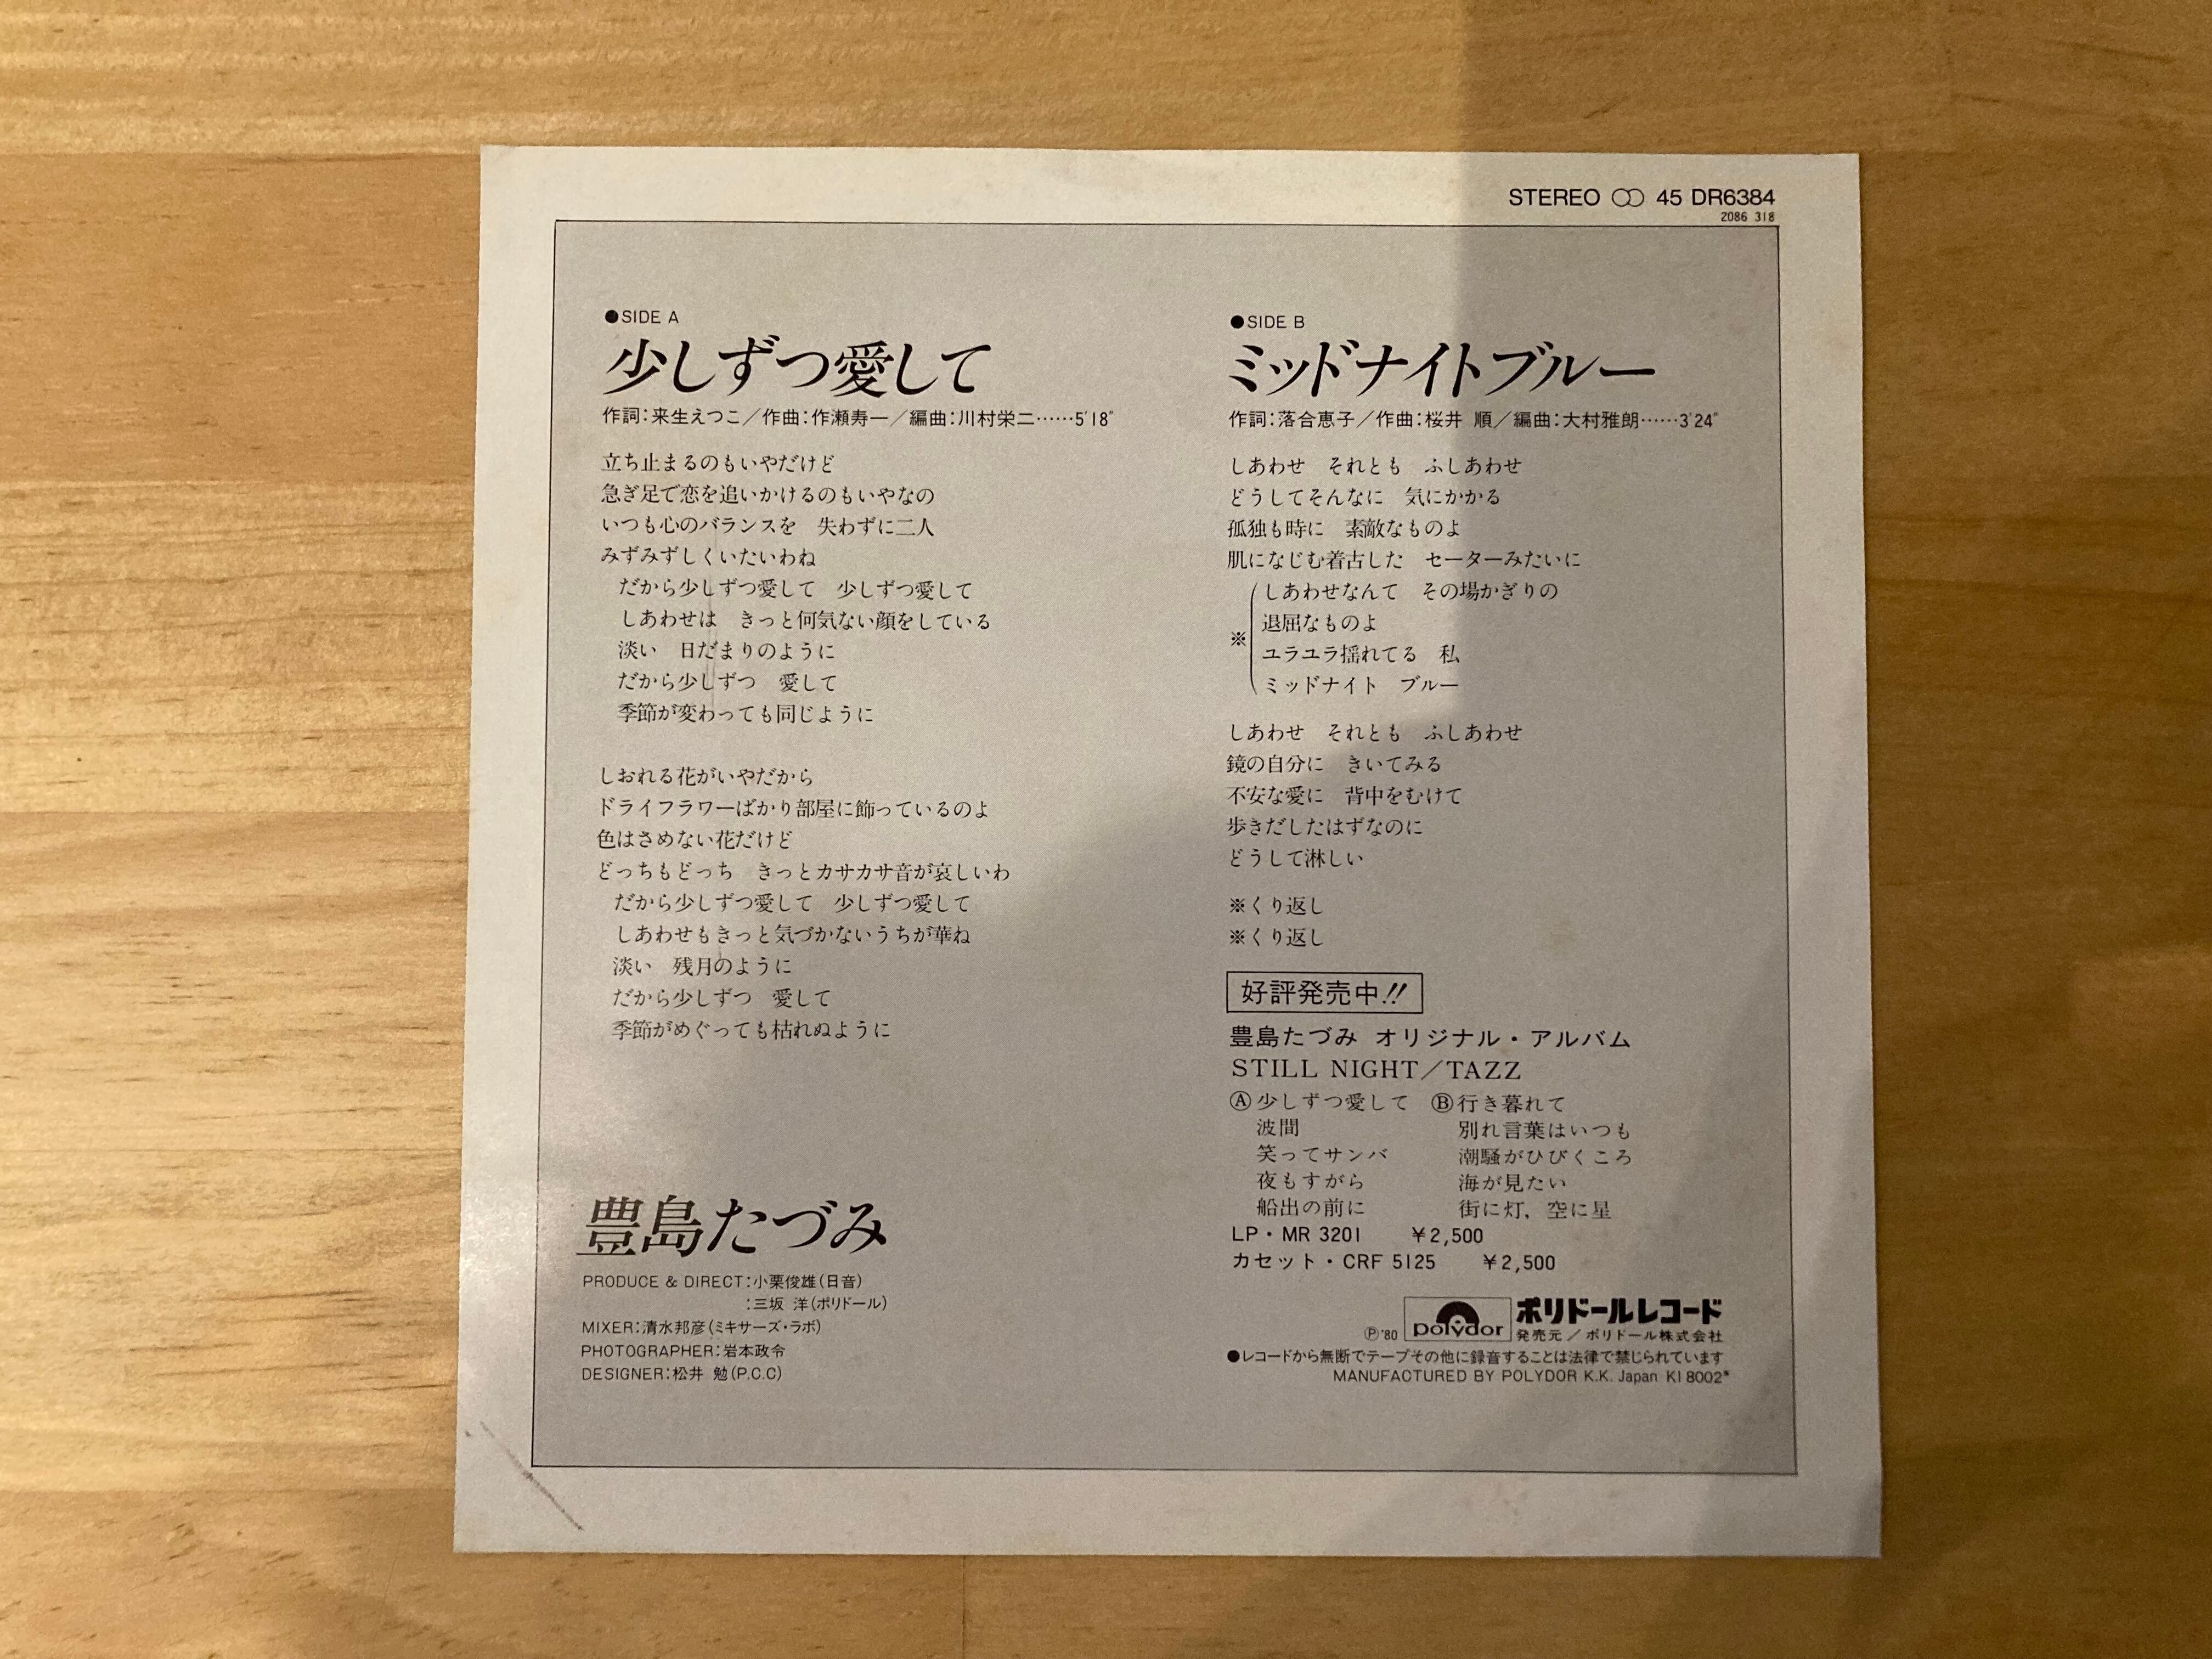 STEREO 45 DR6384
2086 318
●SIDE A
少しずつ愛して
作詞:来生えつこ／作曲:作瀬寿一／編曲:川村栄二……5'18"
立ち止まるのもいやだけど
急ぎ足で恋を追いかけるのもいやなの
いつも心のバランスを　失わずに二人
みずみずしくいたいわね
だから少しずつ愛して　少しずつ愛して
しあわせは　きっと何気ない顔をしている
淡い　日だまりのように
だから少しずつ　愛して
季節が変わっても同じように
しおれる花がいやだから
ドライフラワーばかり部屋に飾っているのよ
色はさめない花だけど
どっちもどっち　きっとカサカサ音が哀しいわ
だから少しずつ愛して　少しずつ愛して
しあわせもきっと気づかないうちが華ね
淡い　残月のように
だから少しずつ　愛して
季節がめぐっても枯れぬように
豊島たづみ
PRODUCE & DIRECT:小栗俊雄(日音)
:三坂 洋(ポリドール)
MIXER:清水邦彦(ミキサーズ・ラボ)
PHOTOGRAPHER:岩本政令
DESIGNER:松井 勉(P.C.C)
●SIDE B
ミッドナイトブルー
作詞:落合恵子／作曲:桜井 順／編曲:大村雅朗……3'24"
しあわせ　それとも　ふしあわせ
どうしてそんなに　気にかかる
孤独も時に　素敵なものよ
肌になじむ着古した　セーターみたいに
しあわせなんて　その場かぎりの
退屈なものよ
※
ユラユラ揺れてる　私
ミッドナイト　ブルー
しあわせ　それとも　ふしあわせ
鏡の自分に　きいてみる
不安な愛に　背中をむけて
歩きだしたはずなのに
どうして淋しい
※くり返し
※くり返し
好評発売中!!
豊島たづみ オリジナル・アルバム
STILL NIGHT／TAZZ
Ⓐ少しずつ愛して　Ⓑ行き暮れて
波間　別れ言葉はいつも
笑ってサンバ　潮騒がひびくころ
夜もすがら　海が見たい
船出の前に　街に灯，空に星
LP・MR 3201　￥2,500
カセット・CRF 5125　￥2,500
Ⓟ'80 polydor ポリドールレコード
発売元／ポリドール株式会社
●レコードから無断でテープその他に録音することは法律で禁じられています
MANUFACTURED BY POLYDOR K.K. Japan KI 8002*